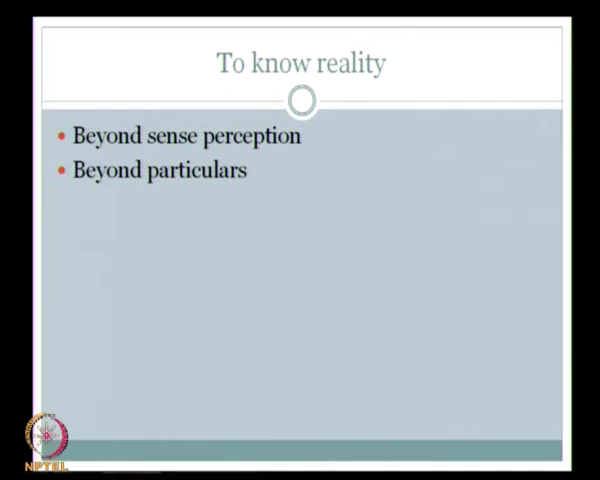 To know reality
Beyond sense perception
Beyond particulars
NPTEL